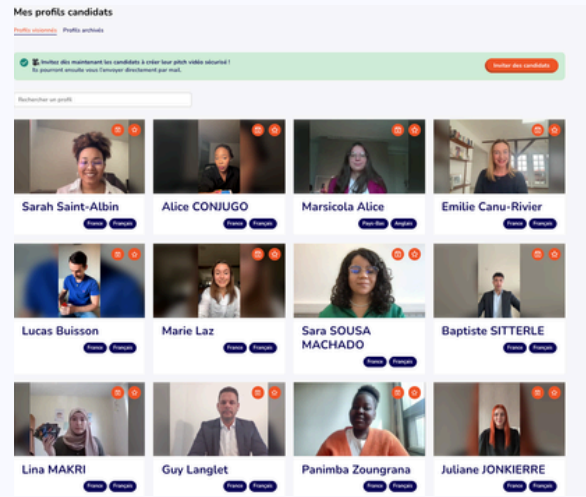 Mes profils candidats
Profils visionnés Profils archivés
Invitez dès maintenant les candidats à créer leur pitch vidéo sécurisé !
Ils pourront ensuite vous l'envoyer directement par mail.
Inviter des candidats
Rechercher un profil
Sarah Saint-Albin
France Français
Alice CONJUGO
France Français
Marsicola Alice
Pays-Bas Anglais
Emilie Canu-Rivier
France Français
Lucas Buisson
France Français
Marie Laz
France Français
Sara SOUSA
MACHADO
France Français
Baptiste SITTERLE
France Français
Lina MAKRI
France Français
Guy Langlet
France Français
Panimba Zoungrana
France Français
Juliane JONKIERRE
France Français